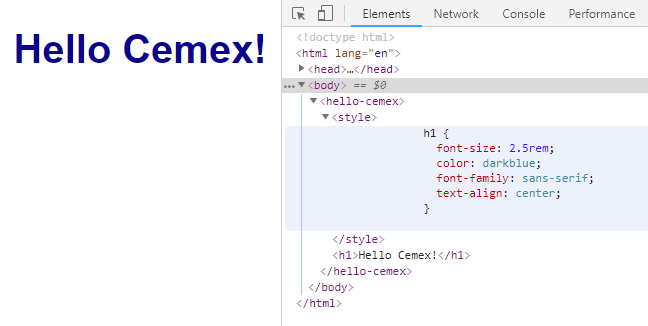 Hello Cemex!
Elements Network Console Performance
<!doctype html>
<html lang="en">
<head>…</head>
<body> == $0
<hello-cemex>
<style>
h1 {
font-size: 2.5rem;
color: darkblue;
font-family: sans-serif;
text-align: center;
}
</style>
<h1>Hello Cemex!</h1>
</hello-cemex>
</body>
</html>